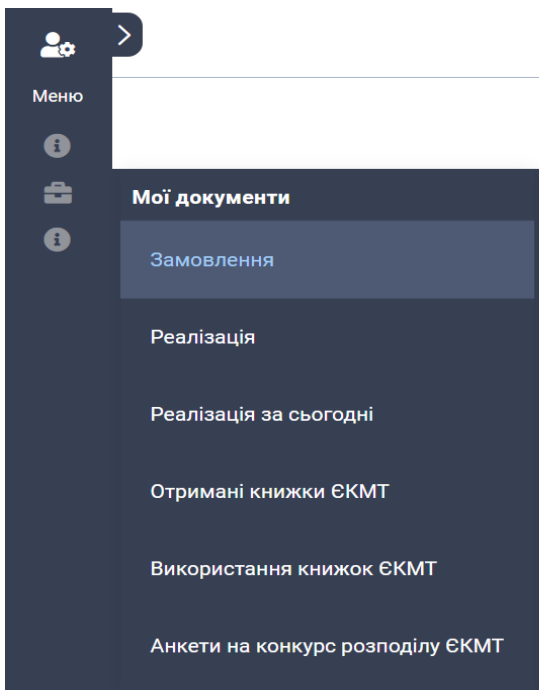 Меню
Мої документи
Замовлення
Реалізація
Реалізація за сьогодні
Отримані книжки ЄКМТ
Використання книжок ЄКМТ
Анкети на конкурс розподілу ЄКМТ